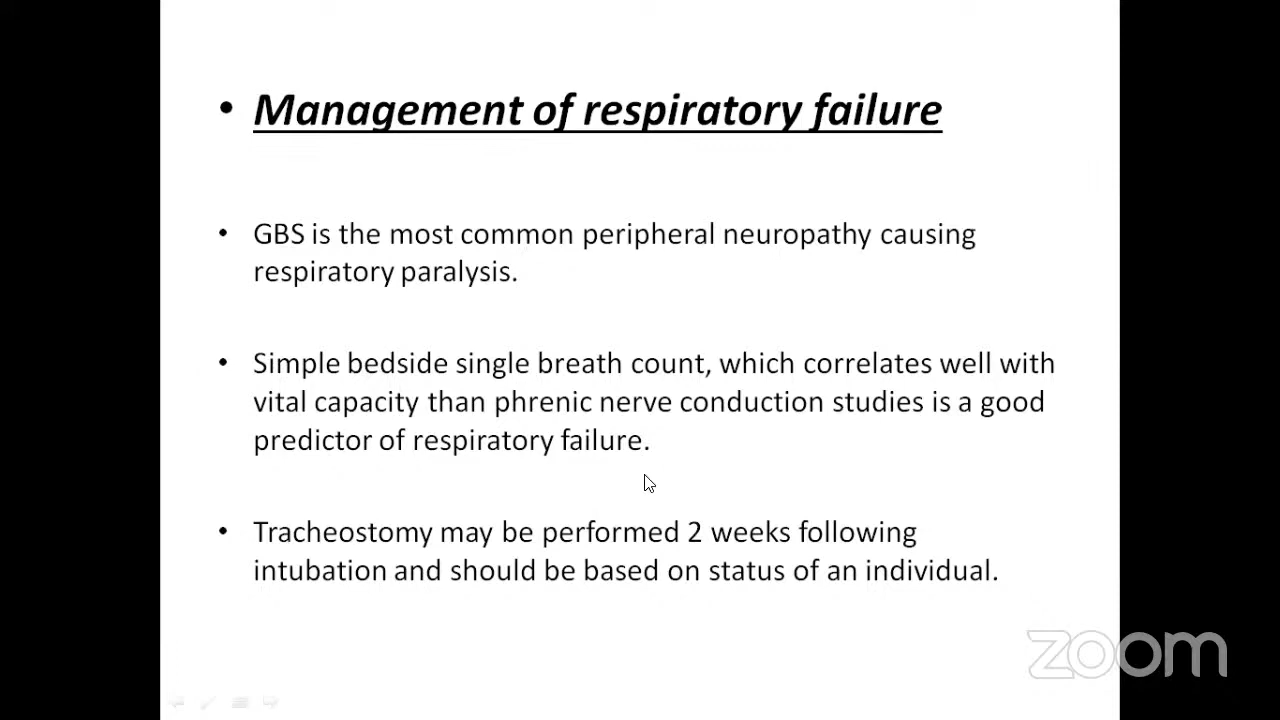 • Management of respiratory failure
• GBS is the most common peripheral neuropathy causing
respiratory paralysis.
• Simple bedside single breath count, which correlates well with
vital capacity than phrenic nerve conduction studies is a good
predictor of respiratory failure.
• Tracheostomy may be performed 2 weeks following
intubation and should be based on status of an individual.
zoom